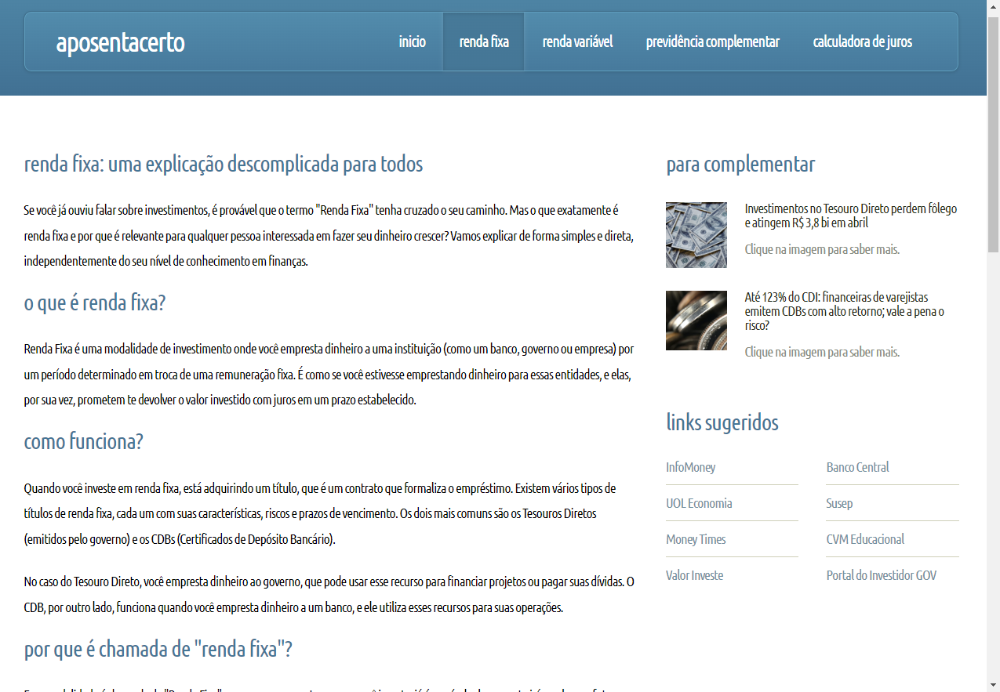 aposentacerto
inicio
renda fixa
renda variável
previdência complementar
calculadora de juros
renda fixa: uma explicação descomplicada para todos
Se você já ouviu falar sobre investimentos, é provável que o termo "Renda Fixa" tenha cruzado o seu caminho. Mas o que exatamente é
renda fixa e por que é relevante para qualquer pessoa interessada em fazer seu dinheiro crescer? Vamos explicar de forma simples e direta,
independentemente do seu nível de conhecimento em finanças.
o que é renda fixa?
Renda Fixa é uma modalidade de investimento onde você empresta dinheiro a uma instituição (como um banco, governo ou empresa) por
um período determinado em troca de uma remuneração fixa. É como se você estivesse emprestando dinheiro para essas entidades, e elas,
por sua vez, prometem te devolver o valor investido com juros em um prazo estabelecido.
como funciona?
Quando você investe em renda fixa, está adquirindo um título, que é um contrato que formaliza o empréstimo. Existem vários tipos de
títulos de renda fixa, cada um com suas características, riscos e prazos de vencimento. Os dois mais comuns são os Tesouros Diretos
(emitidos pelo governo) e os CDBs (Certificados de Depósito Bancário).
No caso do Tesouro Direto, você empresta dinheiro ao governo, que pode usar esse recurso para financiar projetos ou pagar suas dívidas. O
CDB, por outro lado, funciona quando você empresta dinheiro a um banco, e ele utiliza esses recursos para suas operações.
por que é chamada de "renda fixa"?
para complementar
Investimentos no Tesouro Direto perdem fôlego
e atingem R$ 3,8 bi em abril
Clique na imagem para saber mais.
Até 123% do CDI: financeiras de varejistas
emitem CDBs com alto retorno; vale a pena o
risco?
Clique na imagem para saber mais.
links sugeridos
InfoMoney
Banco Central
UOL Economia
Susep
Money Times
CVM Educacional
Valor Investe
Portal do Investidor GOV